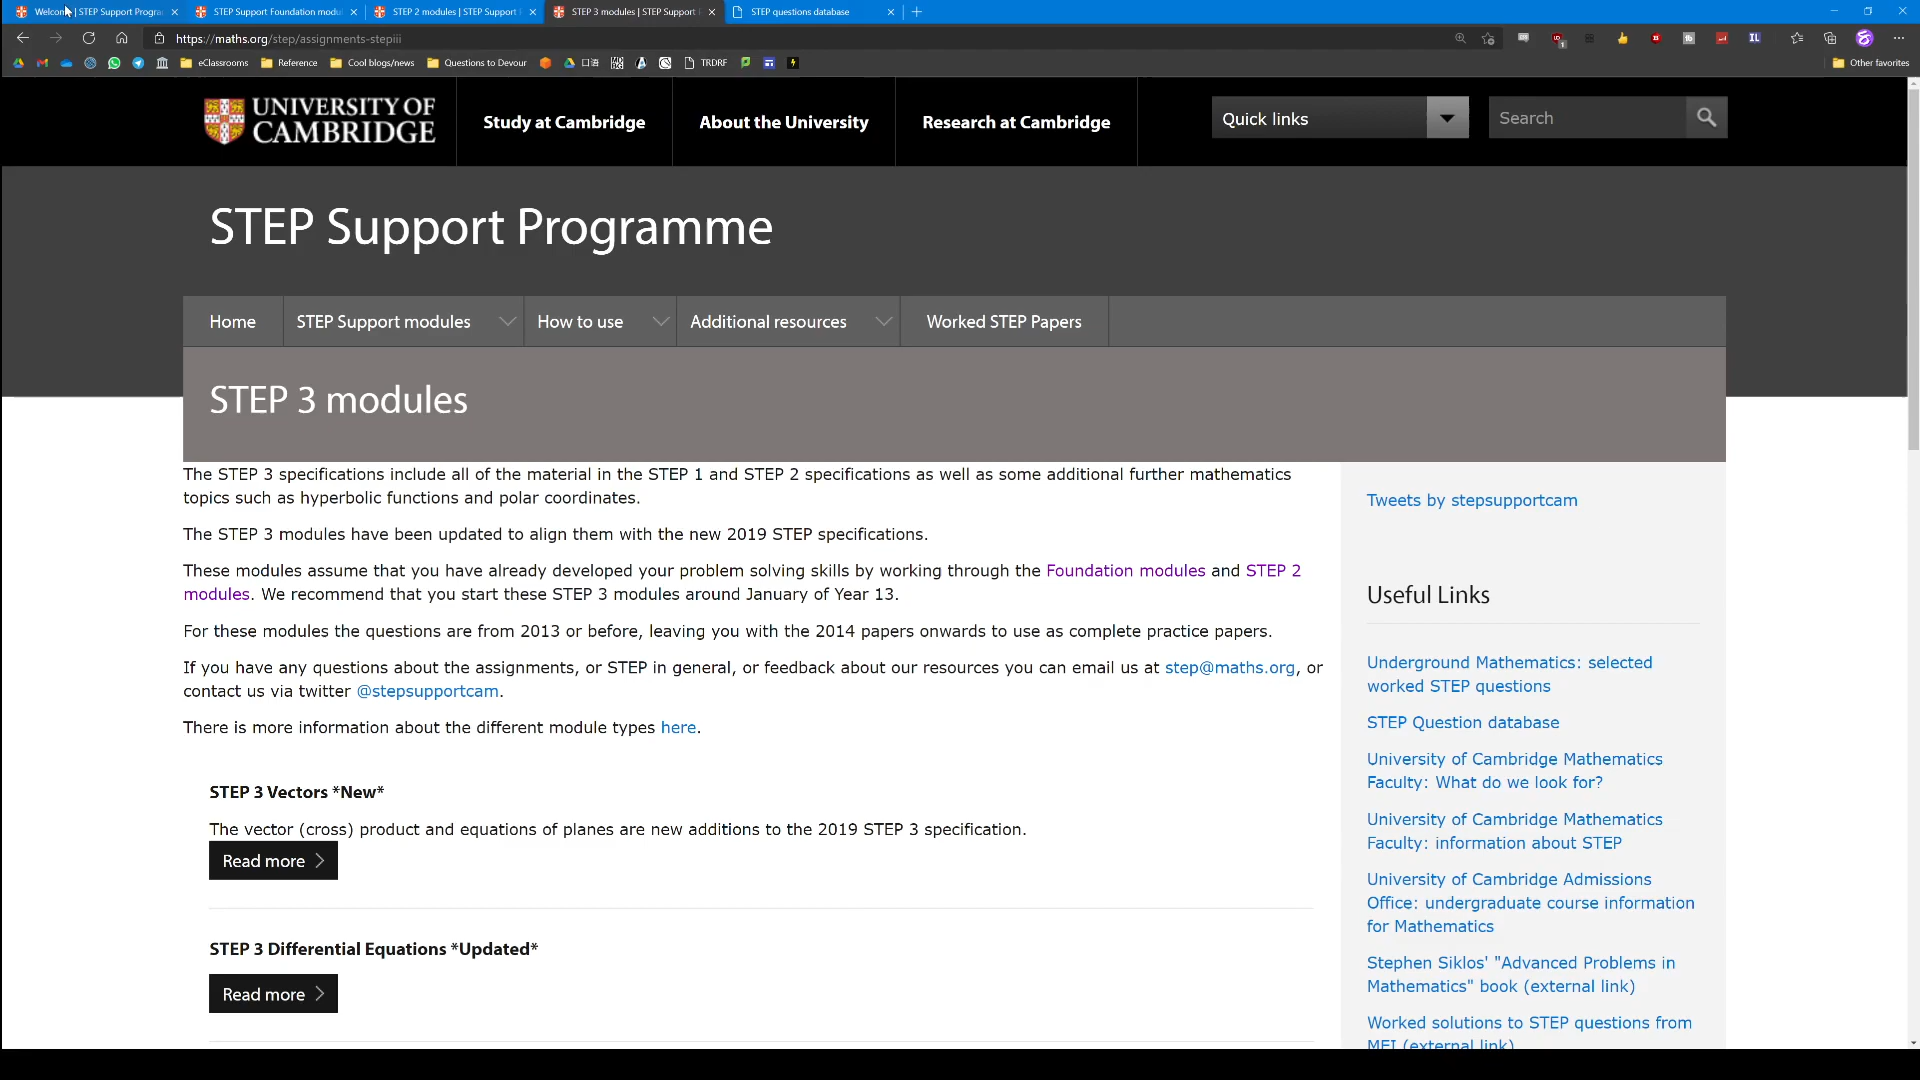 Welcome | STEP Support Progra
STEP Support Foundation modul
STEP 2 modules | STEP Support
STEP 3 modules | STEP Support
STEP questions database
https://maths.org/step/assignments-stepiii
eClassrooms
Reference
Cool blogs/news
Questions to Devour
口语
TRDRF
Other favorites
UNIVERSITY OF
CAMBRIDGE
Study at Cambridge
About the University
Research at Cambridge
Quick links
Search
STEP Support Programme
Home
STEP Support modules
How to use
Additional resources
Worked STEP Papers
STEP 3 modules
The STEP 3 specifications include all of the material in the STEP 1 and STEP 2 specifications as well as some additional further mathematics
topics such as hyperbolic functions and polar coordinates.
The STEP 3 modules have been updated to align them with the new 2019 STEP specifications.
These modules assume that you have already developed your problem solving skills by working through the Foundation modules and STEP 2
modules. We recommend that you start these STEP 3 modules around January of Year 13.
For these modules the questions are from 2013 or before, leaving you with the 2014 papers onwards to use as complete practice papers.
If you have any questions about the assignments, or STEP in general, or feedback about our resources you can email us at step@maths.org, or
contact us via twitter @stepsupportcam.
There is more information about the different module types here.
STEP 3 Vectors *New*
The vector (cross) product and equations of planes are new additions to the 2019 STEP 3 specification.
Read more
STEP 3 Differential Equations *Updated*
Read more
Tweets by stepsupportcam
Useful Links
Underground Mathematics: selected
worked STEP questions
STEP Question database
University of Cambridge Mathematics
Faculty: What do we look for?
University of Cambridge Mathematics
Faculty: information about STEP
University of Cambridge Admissions
Office: undergraduate course information
for Mathematics
Stephen Siklos' "Advanced Problems in
Mathematics" book (external link)
Worked solutions to STEP questions from
MEI (external link)